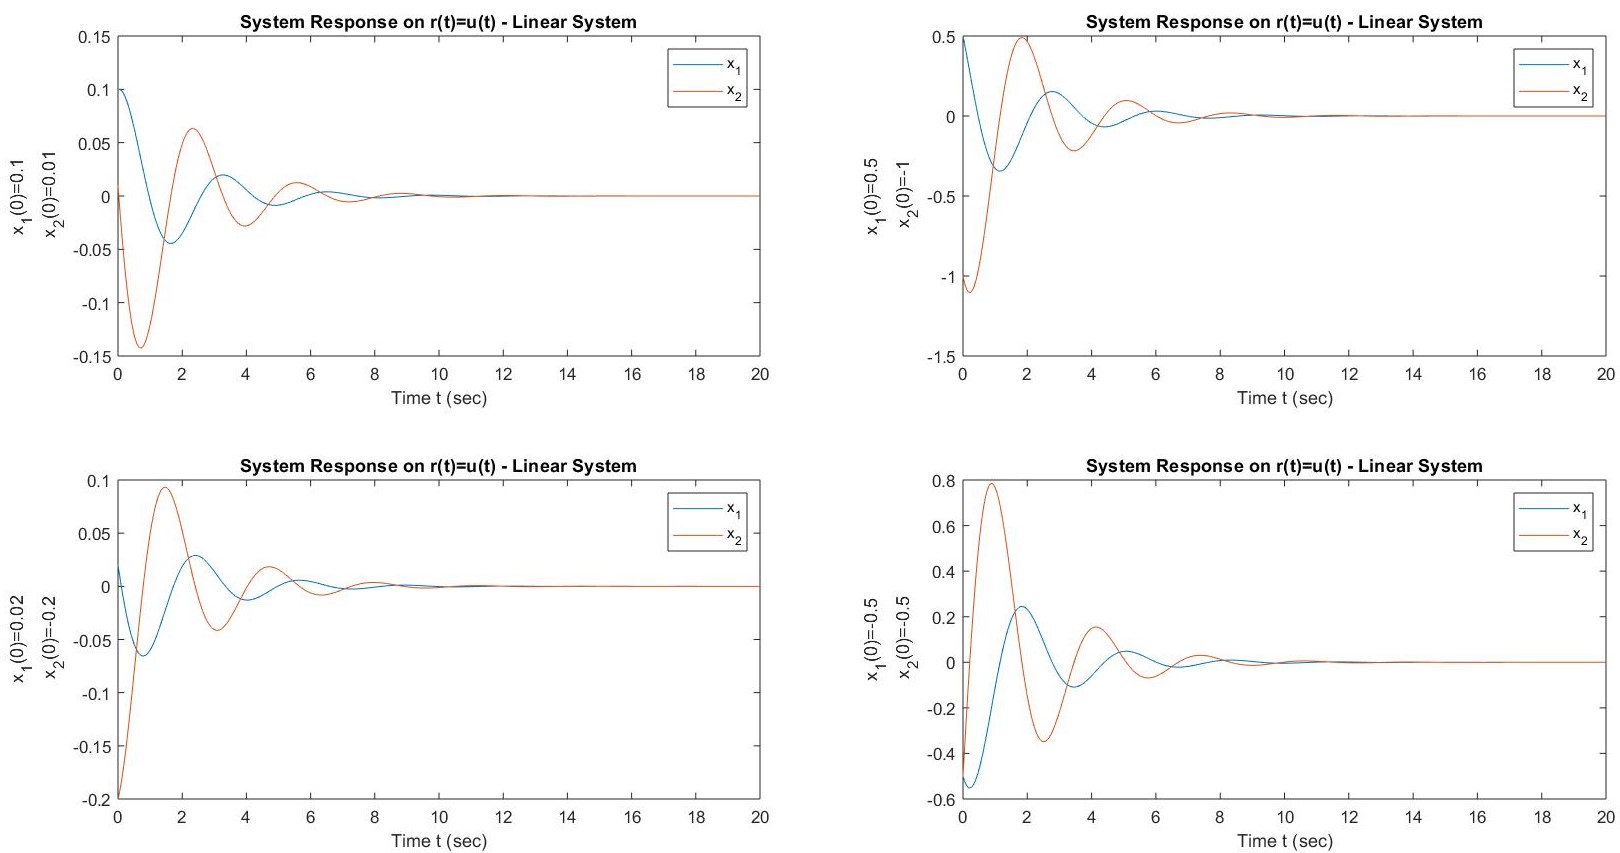 System Response on r(t)=u(t) - Linear System
0.15
0.1
0.05
0
-0.05
-0.1
-0.15
x1(0)=0.1
x2(0)=0.01
x1
x2
0 2 4 6 8 10 12 14 16 18 20
Time t (sec)
System Response on r(t)=u(t) - Linear System
0.5
0
-0.5
-1
-1.5
x1(0)=0.5
x2(0)=-1
x1
x2
0 2 4 6 8 10 12 14 16 18 20
Time t (sec)
System Response on r(t)=u(t) - Linear System
0.1
0.05
0
-0.05
-0.1
-0.15
-0.2
x1(0)=0.02
x2(0)=-0.2
x1
x2
0 2 4 6 8 10 12 14 16 18 20
Time t (sec)
System Response on r(t)=u(t) - Linear System
0.8
0.6
0.4
0.2
0
-0.2
-0.4
-0.6
x1(0)=-0.5
x2(0)=-0.5
x1
x2
0 2 4 6 8 10 12 14 16 18 20
Time t (sec)